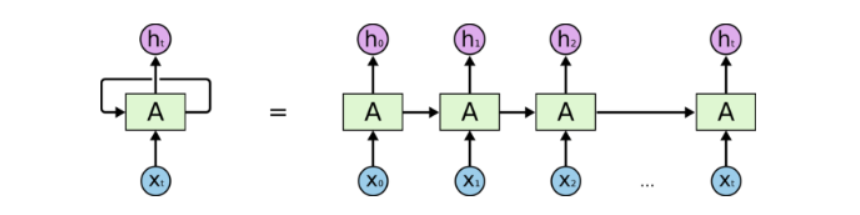 hₜ h₀ h₁ h₂ hₜ
A = A A A A
xₜ x₀ x₁ x₂ ... xₜ